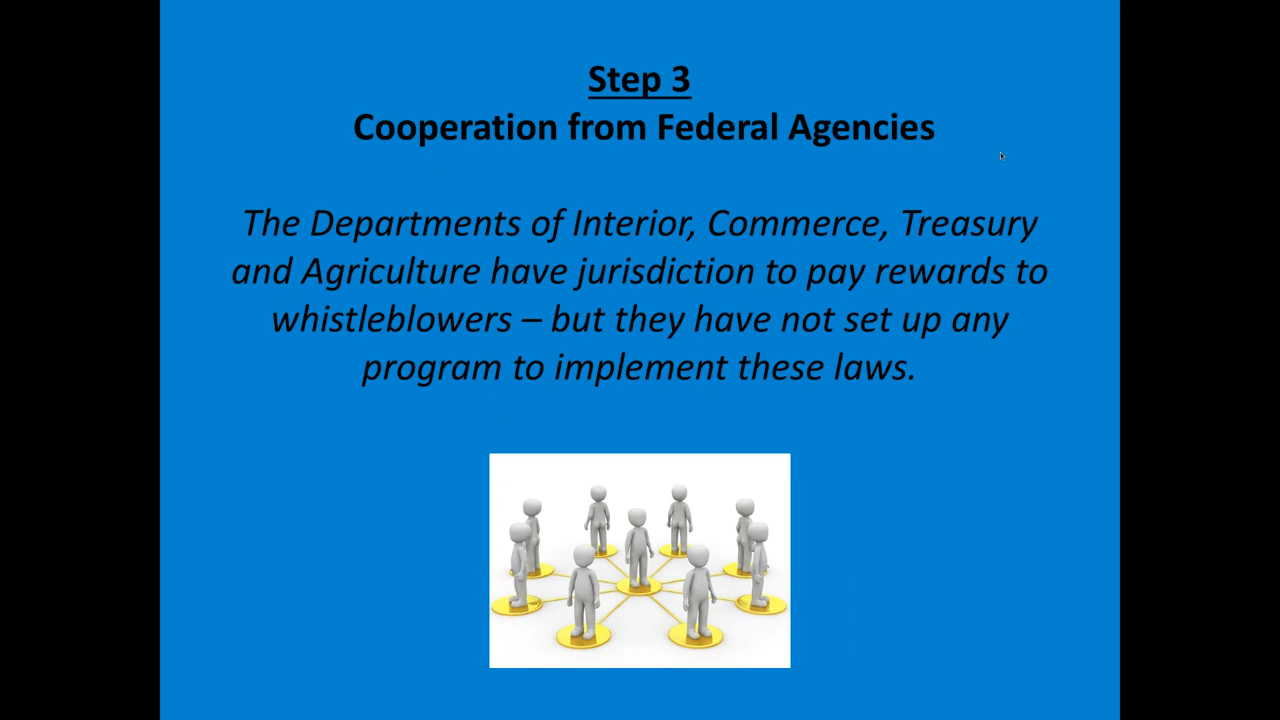 Step 3
Cooperation from Federal Agencies
The Departments of Interior, Commerce, Treasury
and Agriculture have jurisdiction to pay rewards to
whistleblowers – but they have not set up any
program to implement these laws.